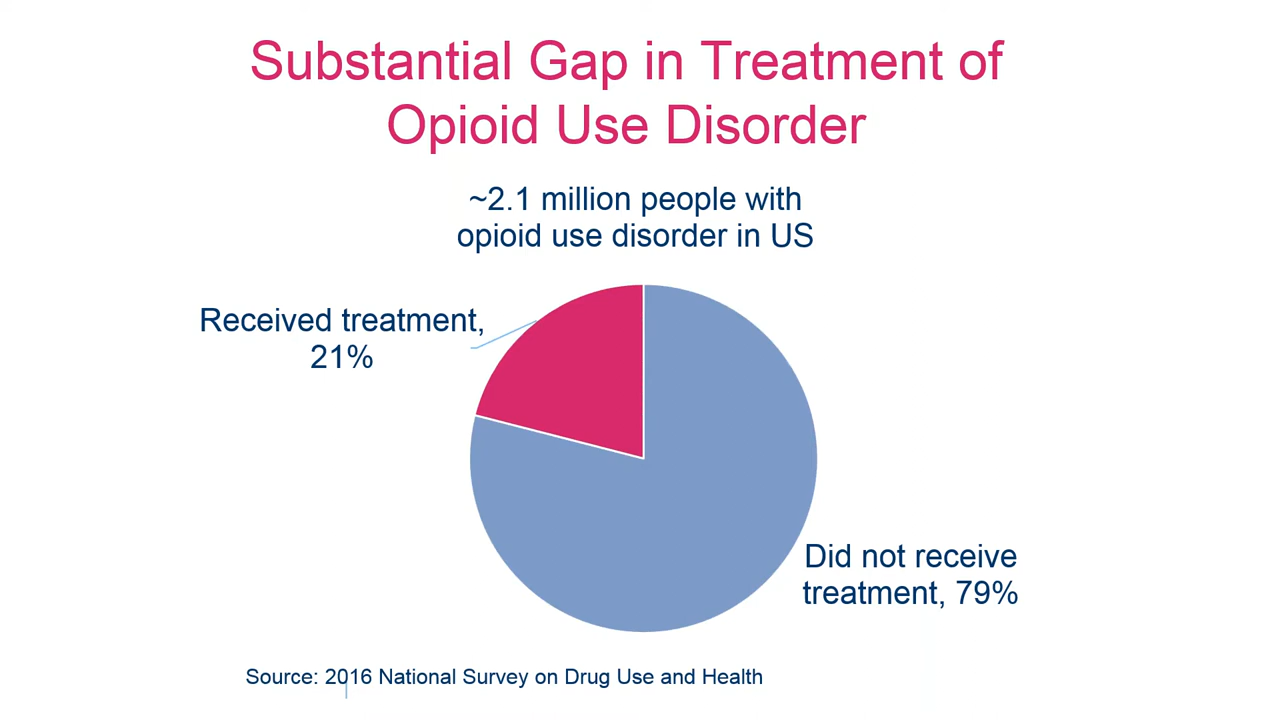 Substantial Gap in Treatment of
Opioid Use Disorder
~2.1 million people with
opioid use disorder in US
Received treatment,
21%
Did not receive
treatment, 79%
Source: 2016 National Survey on Drug Use and Health